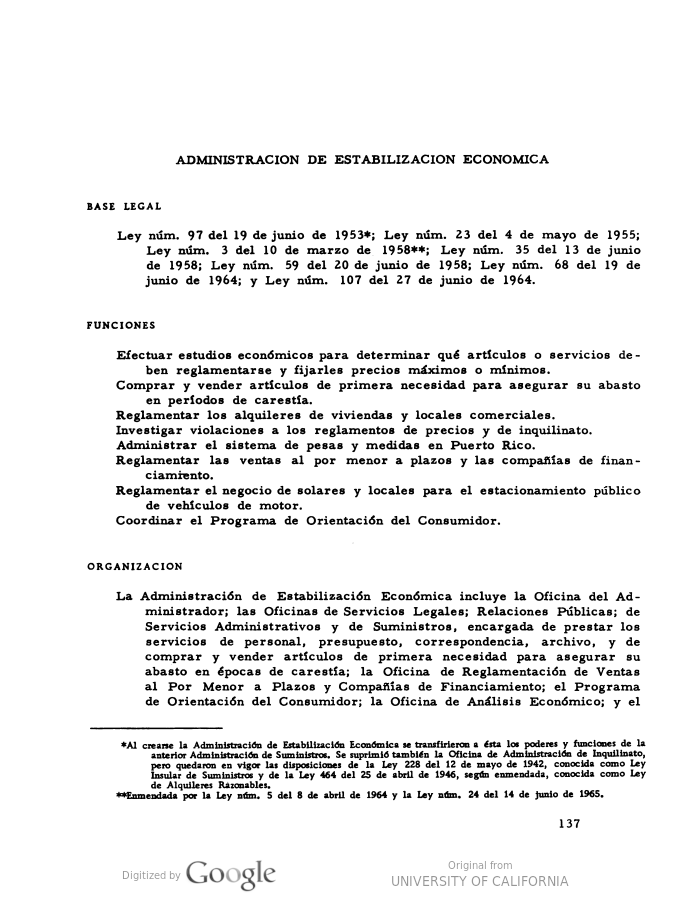 ADMINISTRACION DE ESTABILIZACION ECONOMICA
BASE LEGAL
Ley núm. 97 del 19 de junio de 1953*; Ley núm. 23 del 4 de mayo de 1955;
Ley núm. 3 del 10 de marzo de 1958**; Ley núm. 35 del 13 de junio
de 1958; Ley núm. 59 del 20 de junio de 1958; Ley núm. 68 del 19 de
junio de 1964; y Ley núm. 107 del 27 de junio de 1964.
FUNCIONES
Efectuar estudios económicos para determinar qué artículos o servicios de-
ben reglamentarse y fijarles precios máximos o mínimos.
Comprar y vender artículos de primera necesidad para asegurar su abasto
en períodos de carestía.
Reglamentar los alquileres de viviendas y locales comerciales.
Investigar violaciones a los reglamentos de precios y de inquilinato.
Administrar el sistema de pesas y medidas en Puerto Rico.
Reglamentar las ventas al por menor a plazos y las compañías de finan-
ciamiento.
Reglamentar el negocio de solares y locales para el estacionamiento público
de vehículos de motor.
Coordinar el Programa de Orientación del Consumidor.
ORGANIZACION
La Administración de Estabilización Económica incluye la Oficina del Ad-
ministrador; las Oficinas de Servicios Legales; Relaciones Públicas; de
Servicios Administrativos y de Suministros, encargada de prestar los
servicios de personal, presupuesto, correspondencia, archivo, y de
comprar y vender artículos de primera necesidad para asegurar su
abasto en épocas de carestía; la Oficina de Reglamentación de Ventas
al Por Menor a Plazos y Compañías de Financiamiento; el Programa
de Orientación del Consumidor; la Oficina de Análisis Económico; y el
*Al crearse la Administración de Estabilización Económica se transfirieron a ésta los poderes y funciones de la
anterior Administración de Suministros. Se suprimió también la Oficina de Administración de Inquilinato,
pero quedaron en vigor las disposiciones de la Ley 228 del 12 de mayo de 1942, conocida como Ley
Insular de Suministros y de la Ley 464 del 25 de abril de 1946, según enmendada, conocida como Ley
de Alquileres Razonables.
**Enmendada por la Ley núm. 5 del 8 de abril de 1964 y la Ley núm. 24 del 14 de junio de 1965.
137
Digitized by Google
Original from
UNIVERSITY OF CALIFORNIA